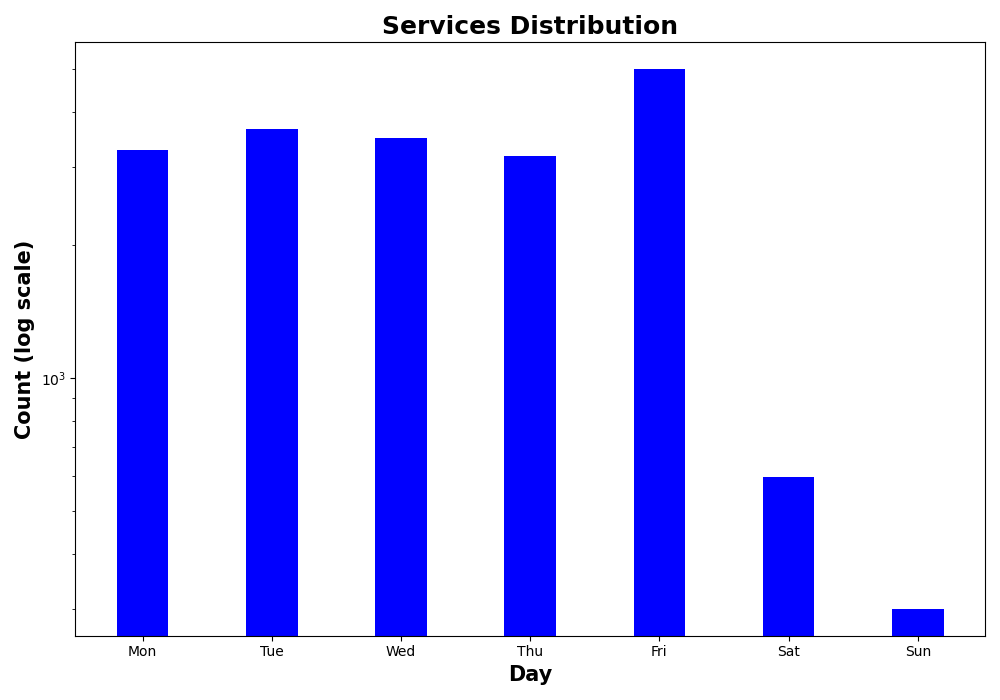 Services Distribution
Count (log scale)
10³
Mon Tue Wed Thu Fri Sat Sun
Day